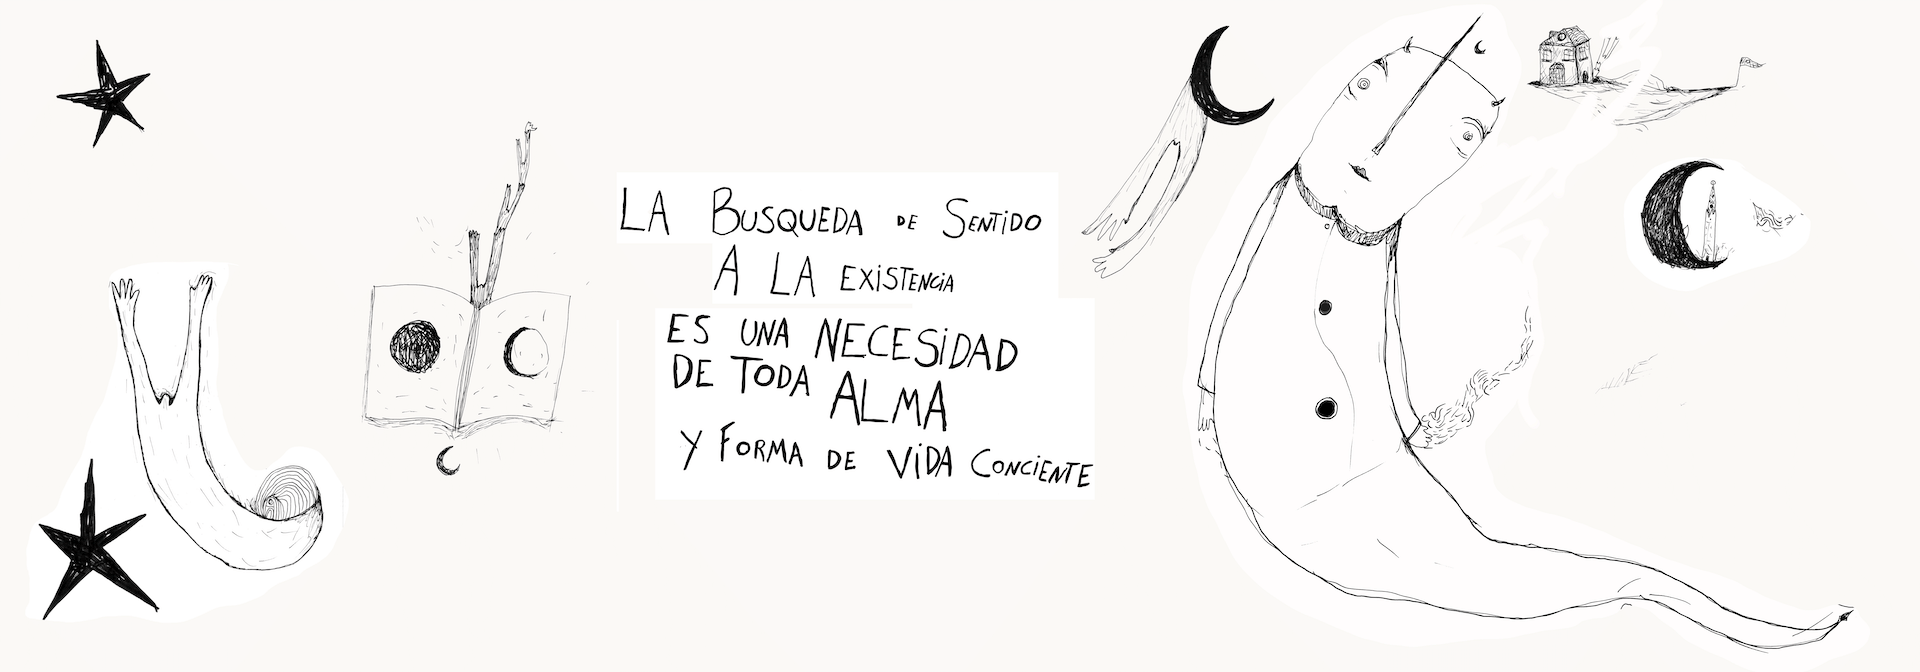 LA BUSQUEDA DE SENTIDO
A LA EXISTENCIA
ES UNA NECESIDAD
DE TODA ALMA
Y FORMA DE VIDA CONCIENTE